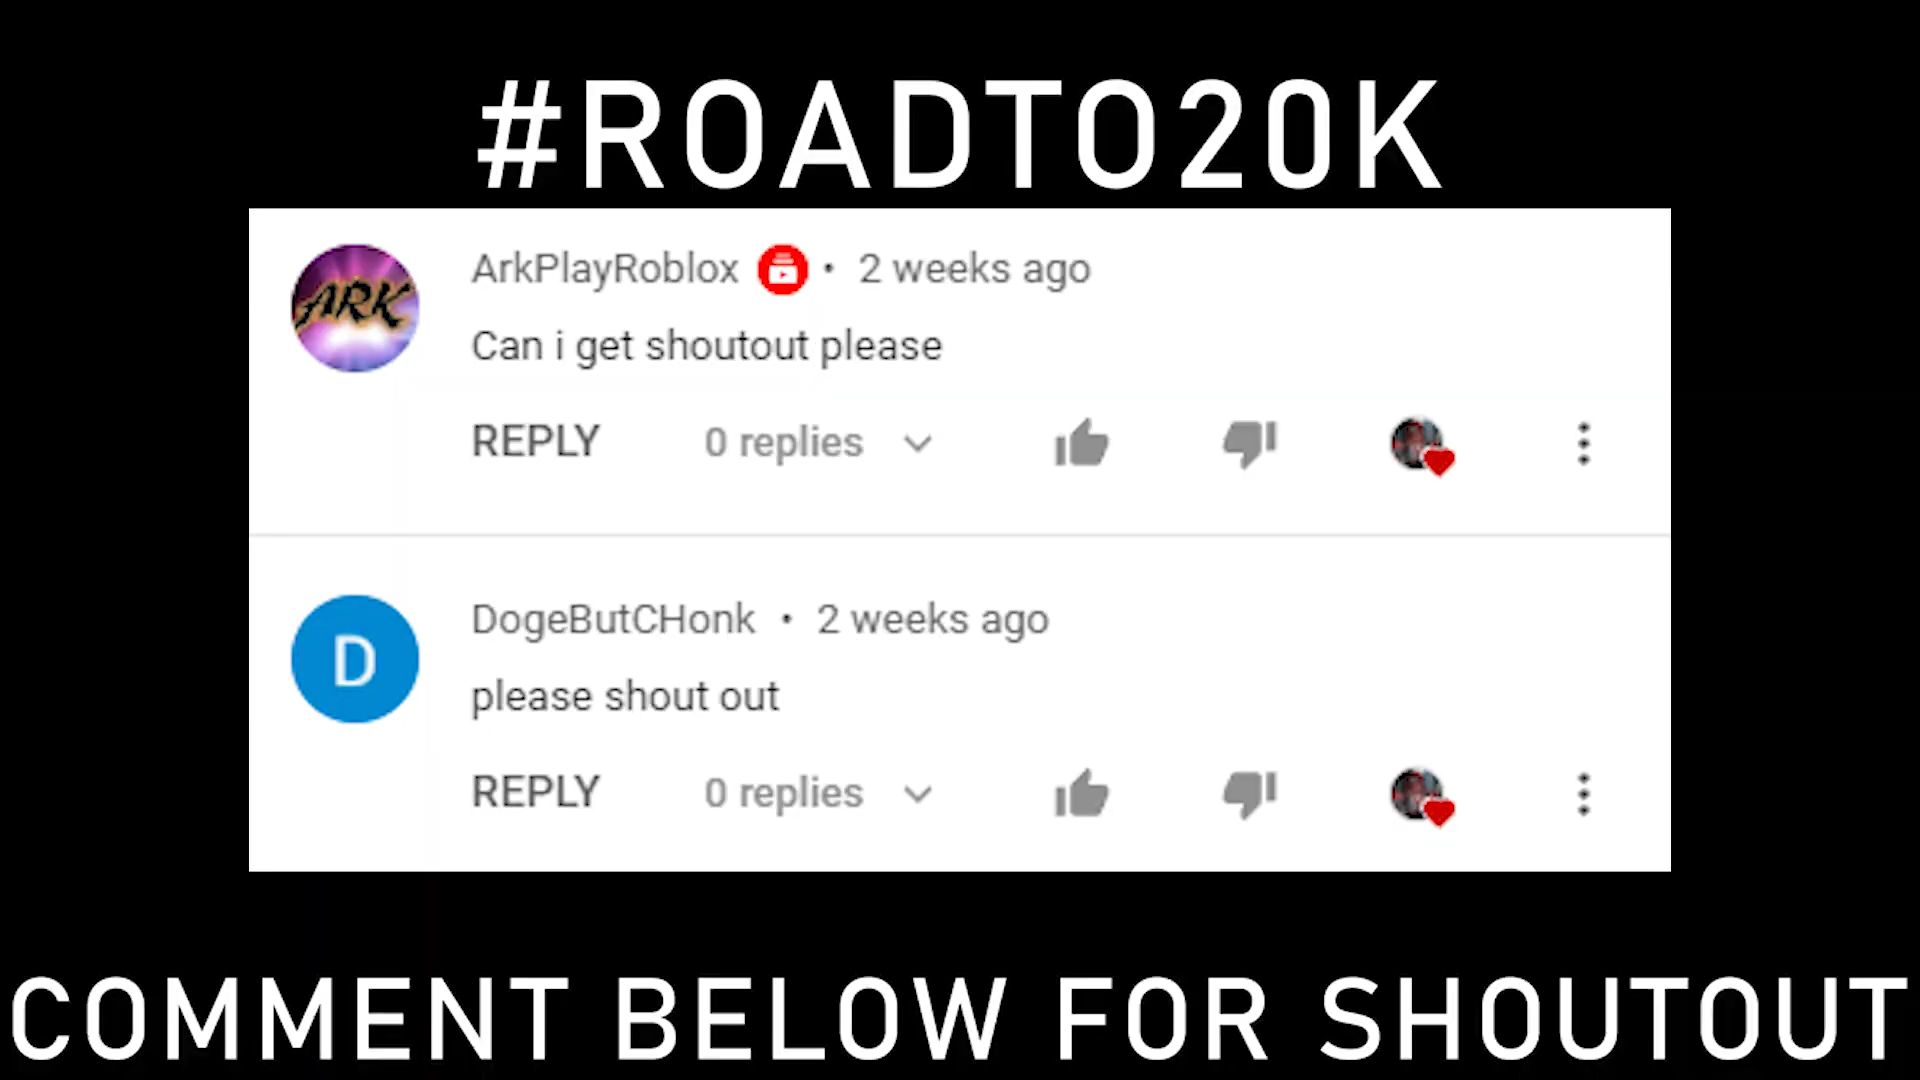 #ROADTO20K
ARK
ArkPlayRoblox • 2 weeks ago
Can i get shoutout please
REPLY 0 replies
D
DogeButCHonk • 2 weeks ago
please shout out
REPLY 0 replies
COMMENT BELOW FOR SHOUTOUT